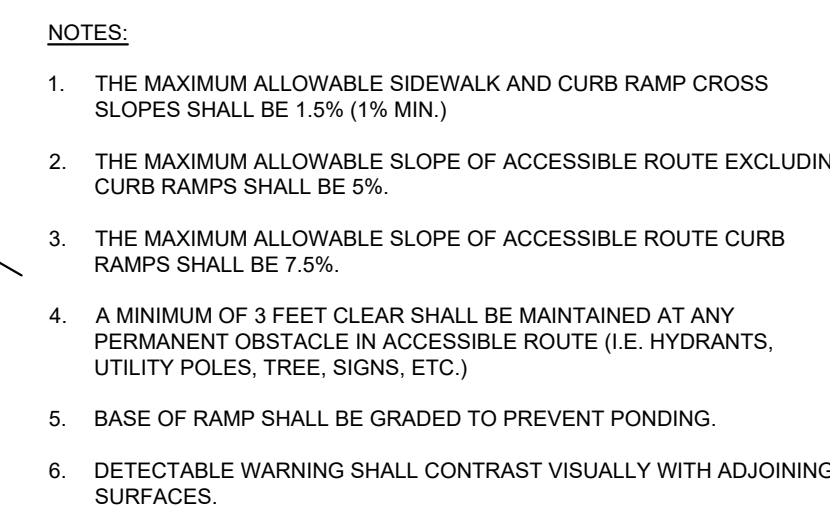 NOTES:
1. THE MAXIMUM ALLOWABLE SIDEWALK AND CURB RAMP CROSS
SLOPES SHALL BE 1.5% (1% MIN.)
2. THE MAXIMUM ALLOWABLE SLOPE OF ACCESSIBLE ROUTE EXCLUDIN
CURB RAMPS SHALL BE 5%.
3. THE MAXIMUM ALLOWABLE SLOPE OF ACCESSIBLE ROUTE CURB
RAMPS SHALL BE 7.5%.
4. A MINIMUM OF 3 FEET CLEAR SHALL BE MAINTAINED AT ANY
PERMANENT OBSTACLE IN ACCESSIBLE ROUTE (I.E. HYDRANTS,
UTILITY POLES, TREE, SIGNS, ETC.)
5. BASE OF RAMP SHALL BE GRADED TO PREVENT PONDING.
6. DETECTABLE WARNING SHALL CONTRAST VISUALLY WITH ADJOINING
SURFACES.